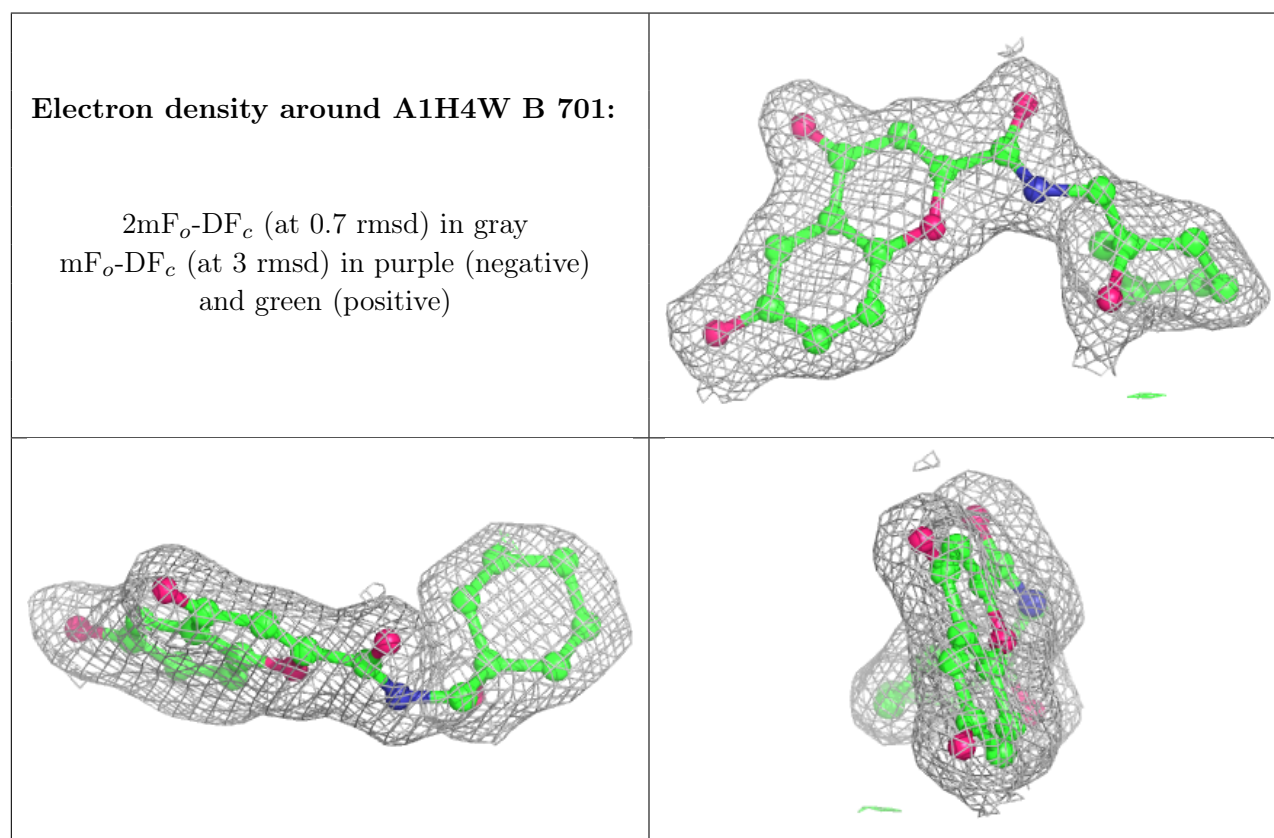 Electron density around A1H4W B 701:
2mFo-DFc (at 0.7 rmsd) in gray
mFo-DFc (at 3 rmsd) in purple (negative)
and green (positive)